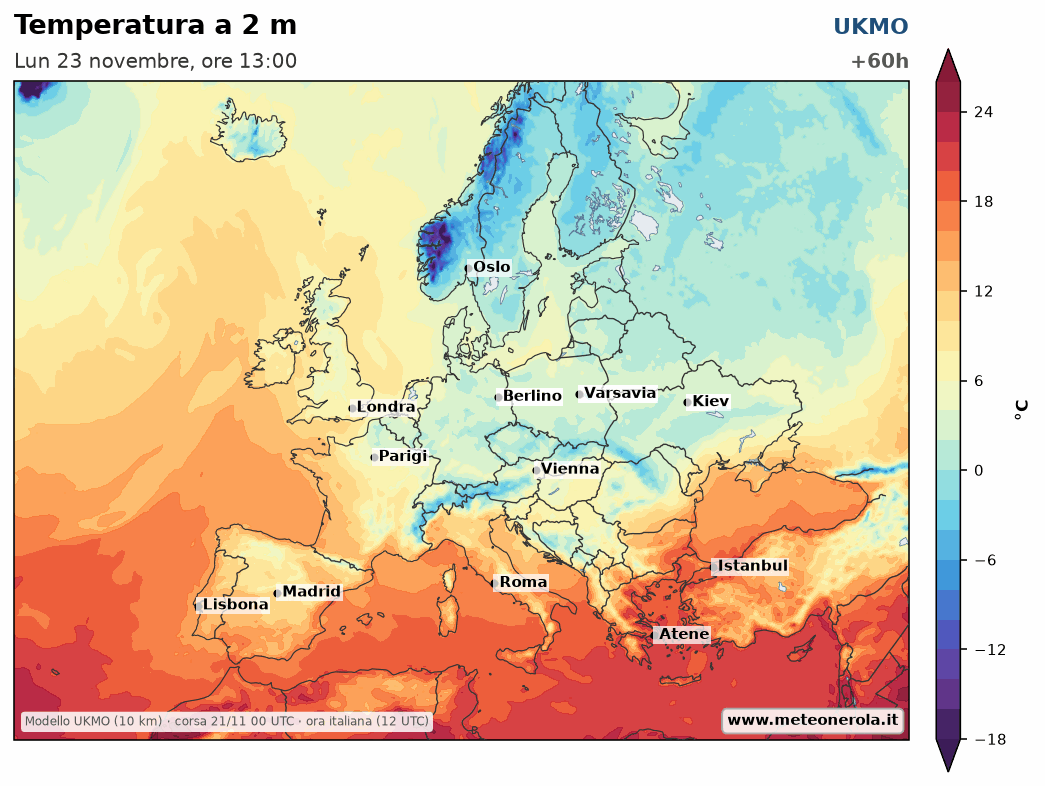 Temperatura a 2 m
UKMO
Lun 23 novembre, ore 13:00
+60h
24
18
12
6
0
−6
−12
−18
°C
Oslo
Berlino
Varsavia
Kiev
Londra
Parigi
Vienna
Istanbul
Roma
Madrid
Lisbona
Atene
Modello UKMO (10 km) · corsa 21/11 00 UTC · ora italiana (12 UTC)
www.meteonerola.it